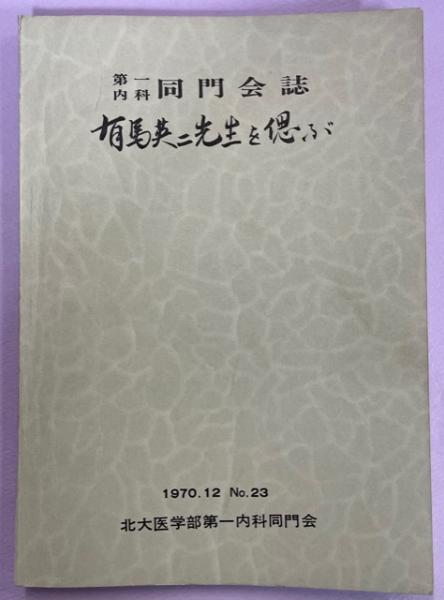 第一内科 同門会誌
有馬英二先生を偲ぶ
1970.12 No.23
北大医学部第一内科同門会